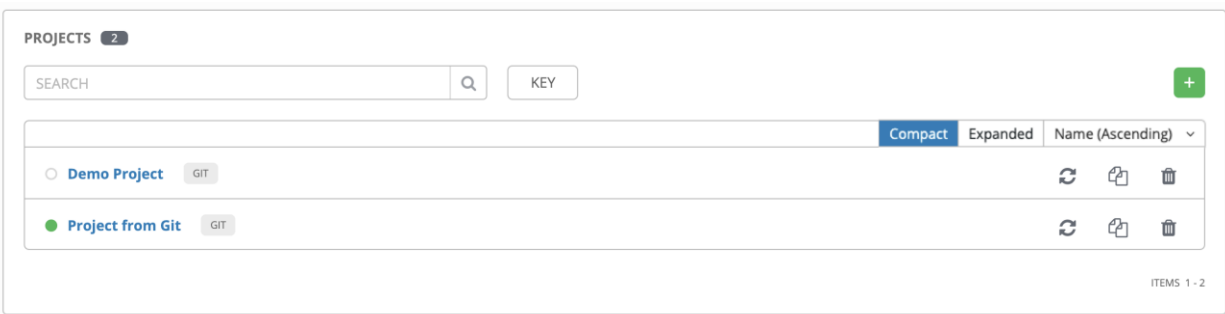 PROJECTS 2
SEARCH KEY +
Compact Expanded Name (Ascending)
Demo Project GIT
Project from Git GIT
ITEMS 1 - 2